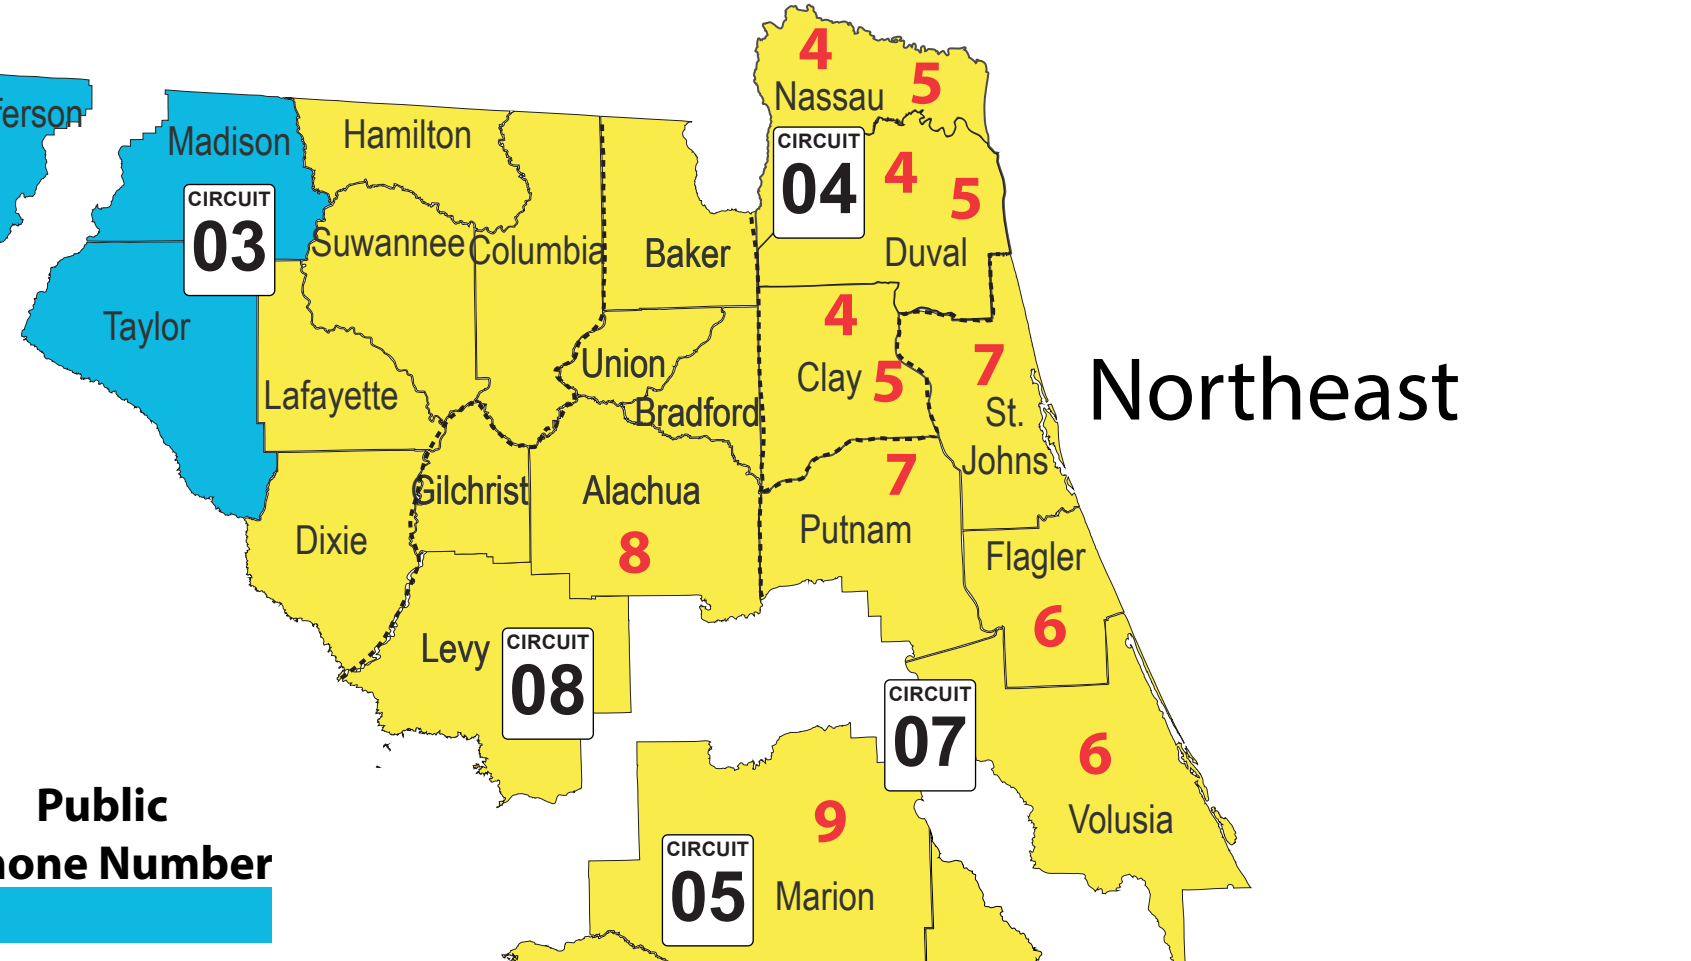 4
5
Nassau
ferson
Madison
Hamilton
CIRCUIT
04
4
5
CIRCUIT
03
Suwannee
Columbia
Baker
Duval
Taylor
4
Union
7
Clay
5
Northeast
Lafayette
Bradford
St.
Johns
7
Gilchrist
Alachua
Putnam
Dixie
8
Flagler
6
Levy
CIRCUIT
08
CIRCUIT
07
6
Public
hone Number
9
Volusia
CIRCUIT
05
Marion